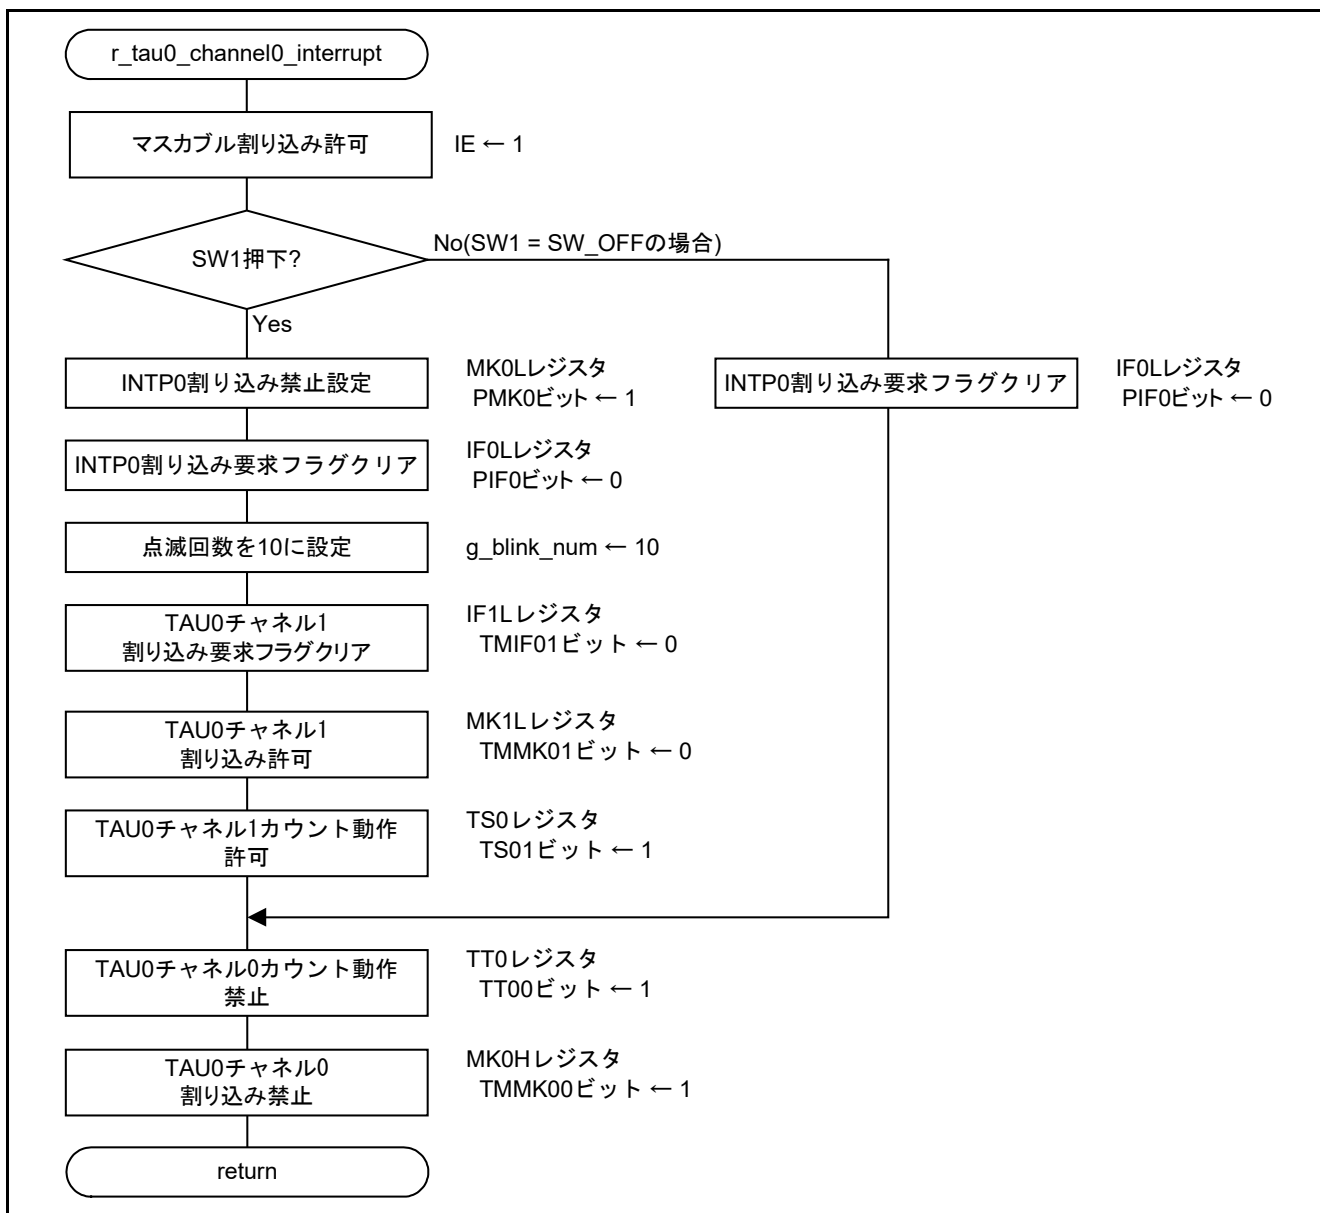 r_tau0_channel0_interrupt
マスカブル割り込み許可
IE ← 1
SW1押下?
No(SW1 = SW_OFFの場合)
Yes
INTP0割り込み禁止設定
MK0Lレジスタ
PMK0ビット ← 1
INTP0割り込み要求フラグクリア
IF0Lレジスタ
PIF0ビット ← 0
INTP0割り込み要求フラグクリア
IF0Lレジスタ
PIF0ビット ← 0
点滅回数を10に設定
g_blink_num ← 10
TAU0チャネル1
割り込み要求フラグクリア
IF1Lレジスタ
TMIF01ビット ← 0
TAU0チャネル1
割り込み許可
MK1Lレジスタ
TMMK01ビット ← 0
TAU0チャネル1カウント動作
許可
TS0レジスタ
TS01ビット ← 1
TAU0チャネル0カウント動作
禁止
TT0レジスタ
TT00ビット ← 1
TAU0チャネル0
割り込み禁止
MK0Hレジスタ
TMMK00ビット ← 1
return